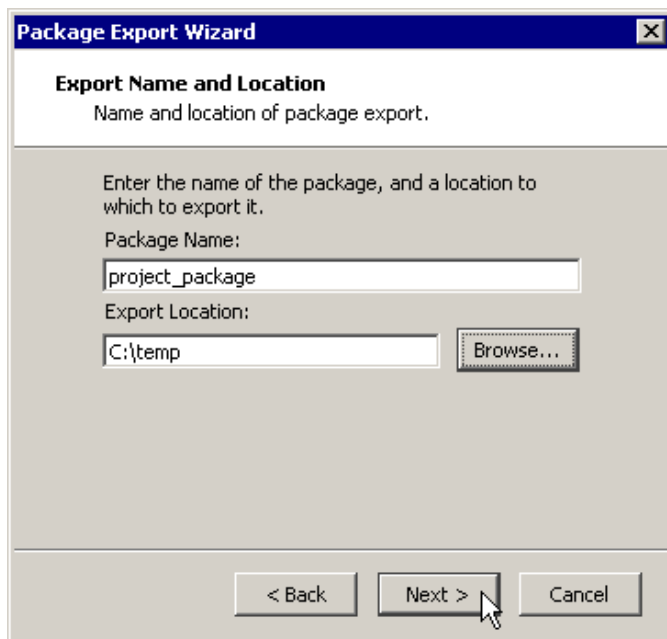 Package Export Wizard
Export Name and Location
Name and location of package export.
Enter the name of the package, and a location to
which to export it.
Package Name:
project_package
Export Location:
C:\temp
Browse...
< Back
Next >
Cancel